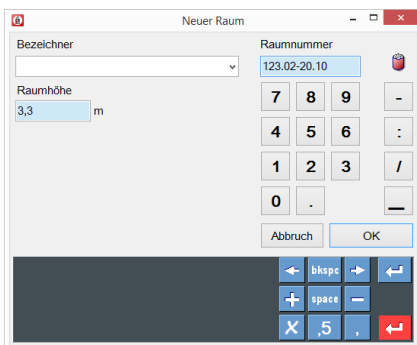 Neuer Raum
Bezeichner
Raumnummer
123.02-20.10
Raumhöhe
3,3 m
7 8 9 -
4 5 6 :
1 2 3 /
0 . _
Abbruch OK
bkspc
+ space -
X ,5 ,